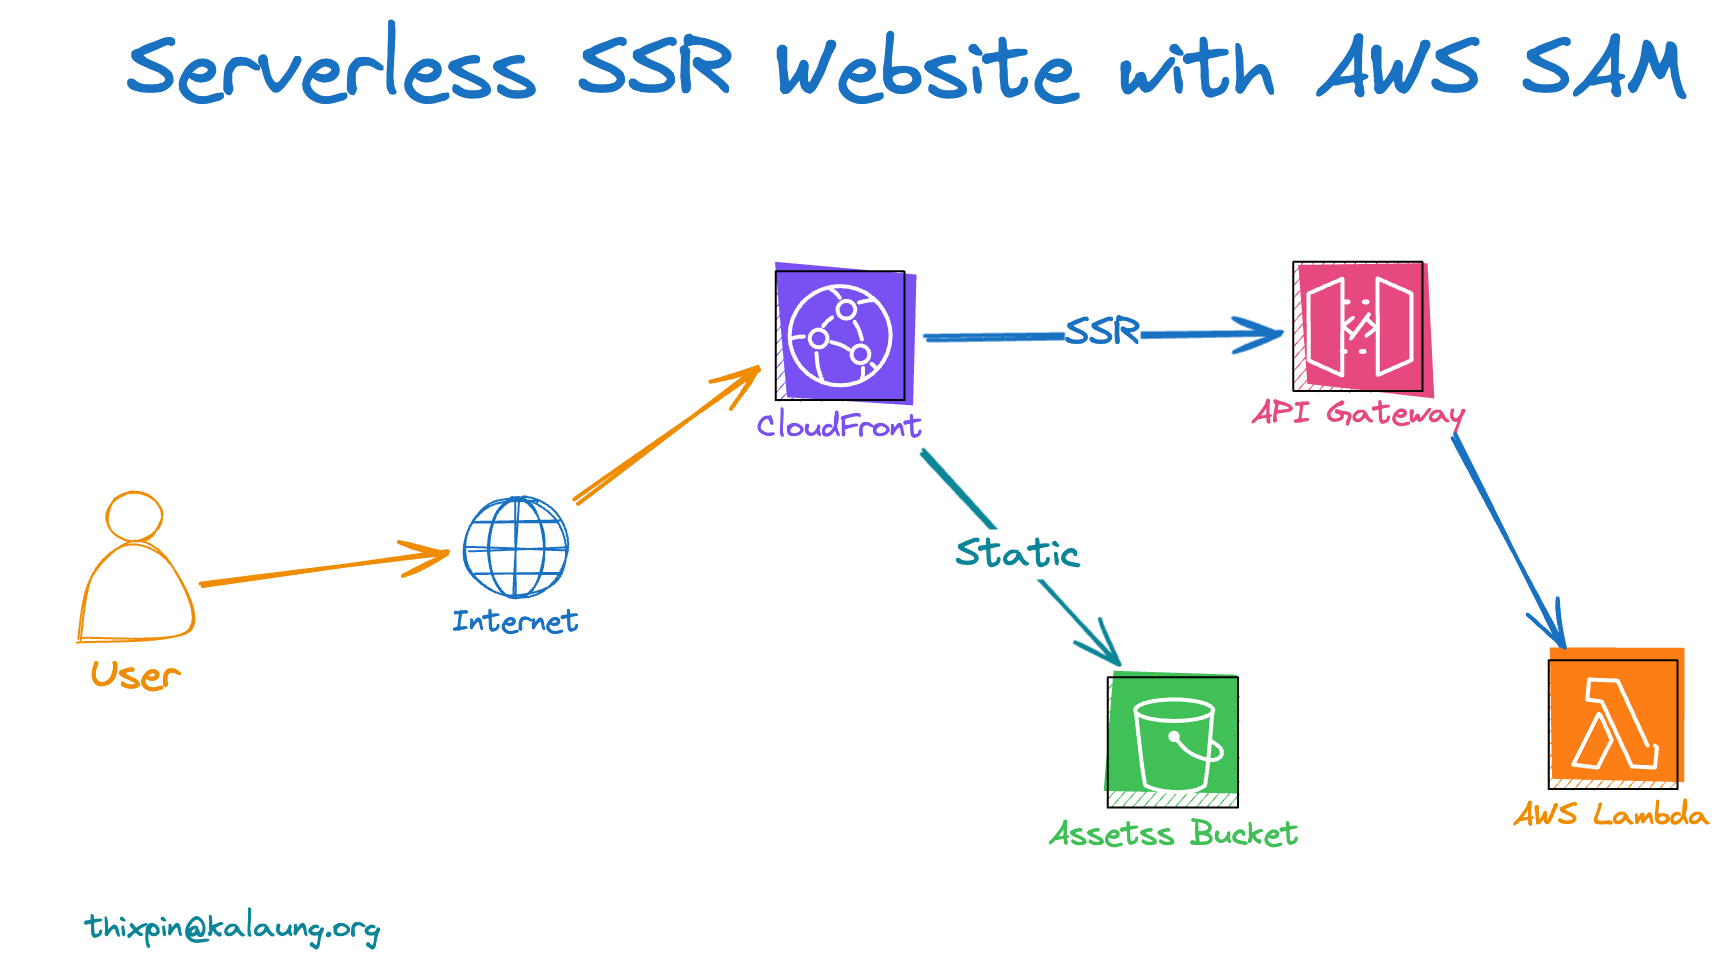 Serverless SSR Website with AWS SAM
SSR
API Gateway
CloudFront
Static
Internet
User
AWS Lambda
Assetss Bucket
thixpin@kalaung.org